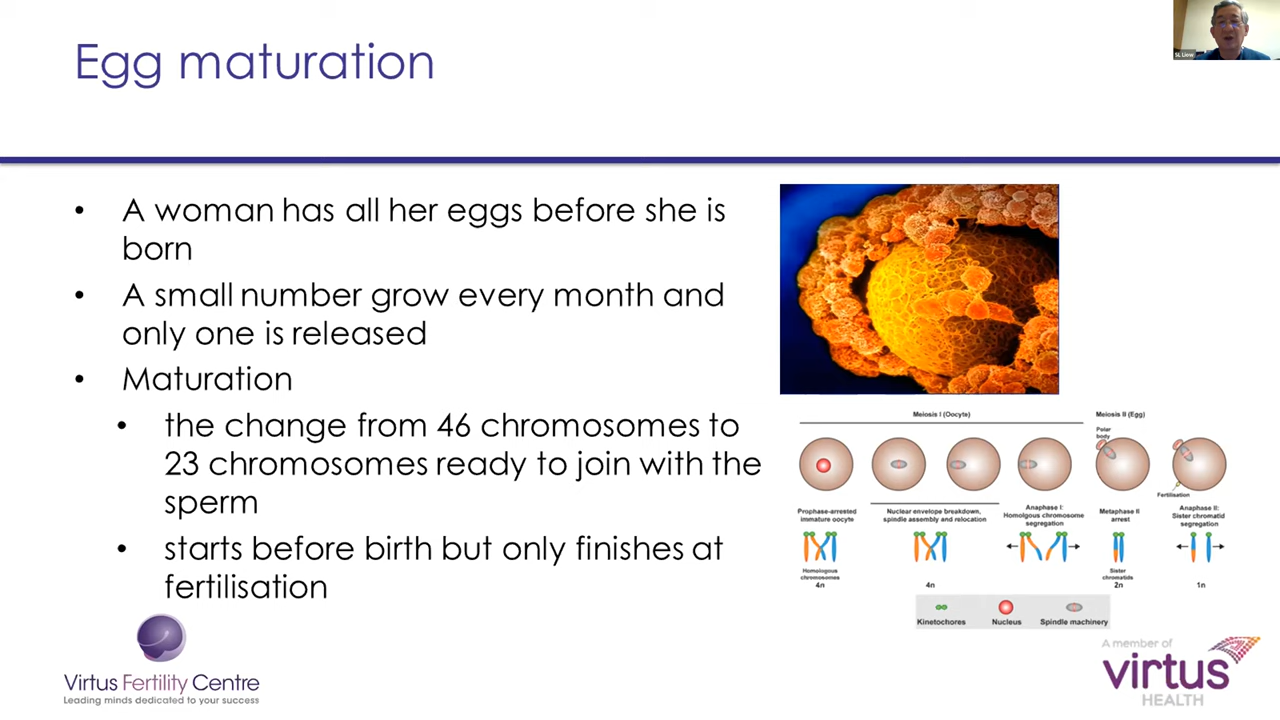 Egg maturation
SL Liew
• A woman has all her eggs before she is
born
• A small number grow every month and
only one is released
• Maturation
• the change from 46 chromosomes to
23 chromosomes ready to join with the
sperm
• starts before birth but only finishes at
fertilisation
Meiosis I (Oocyte)
Meiosis II (Egg)
Polar
body
Fertilisation
Prophase-arrested
immature oocyte
Nuclear envelope breakdown,
spindle assembly and relocation
Anaphase I:
Homolgous chromosome
segregation
Metaphase II
arrest
Anaphase II:
Sister chromatid
segregation
Homologous
chromosomes
4n
4n
Sister
chromatids
2n
1n
Kinetochores
Nucleus
Spindle machinery
Virtus Fertility Centre
Leading minds dedicated to your success
A member of
virtus
HEALTH